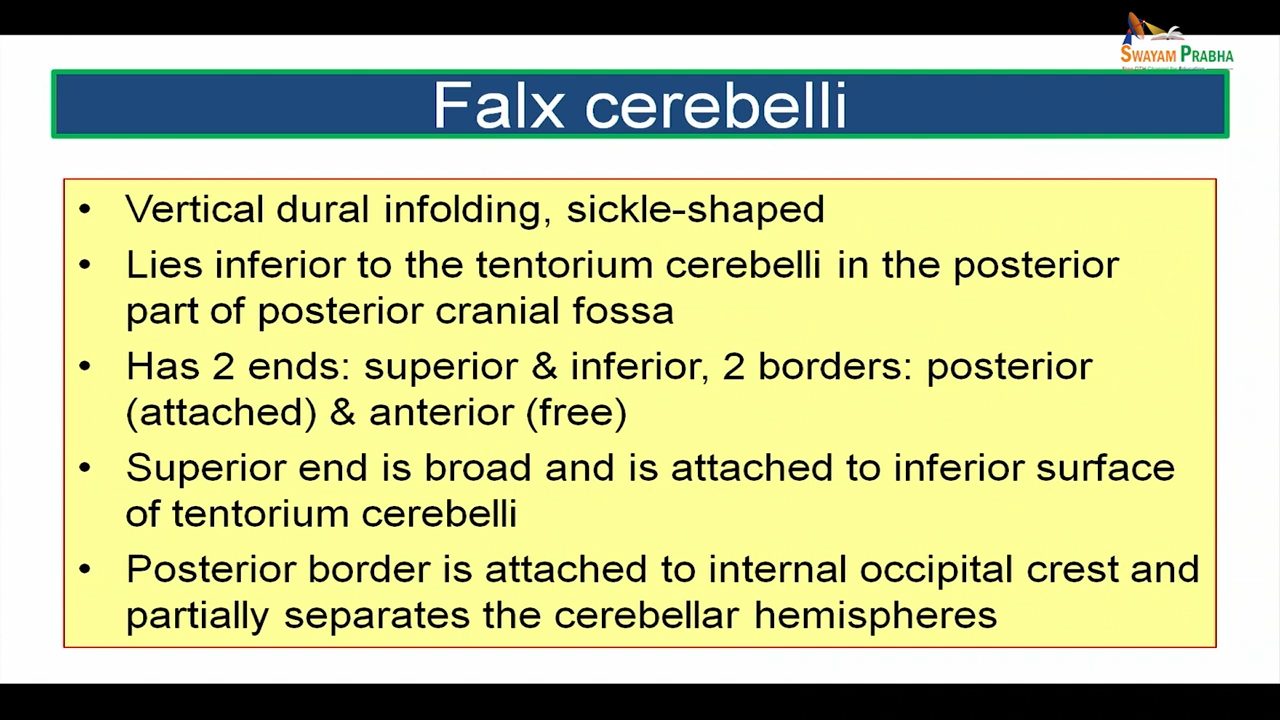 SWAYAM PRABHA
Falx cerebelli
• Vertical dural infolding, sickle-shaped
• Lies inferior to the tentorium cerebelli in the posterior
part of posterior cranial fossa
• Has 2 ends: superior & inferior, 2 borders: posterior
(attached) & anterior (free)
• Superior end is broad and is attached to inferior surface
of tentorium cerebelli
• Posterior border is attached to internal occipital crest and
partially separates the cerebellar hemispheres